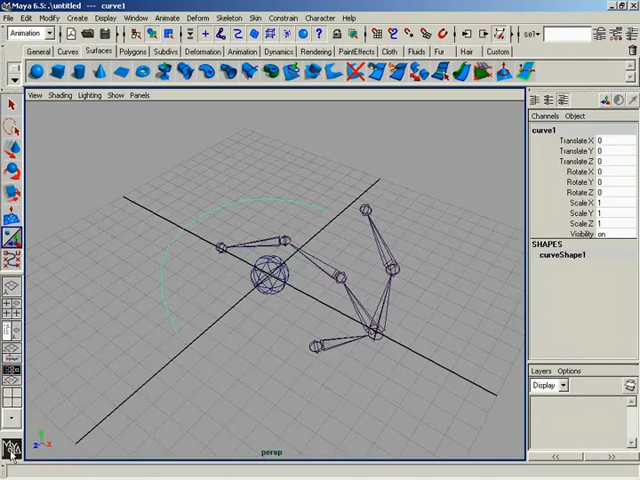 Maya 6.5: .\untitled --- curve1
File Edit Modify Create Display Window Animate Deform Skeleton Skin Constrain Character Help
Animation sel
General Curves Surfaces Polygons Subdivs Deformation Animation Dynamics Rendering PaintEffects Cloth Fluids Fur Hair Custom
View Shading Lighting Show Panels
Channels Object
curve1
Translate X 0
Translate Y 0
Translate Z 0
Rotate X 0
Rotate Y 0
Rotate Z 0
Scale X 1
Scale Y 1
Scale Z 1
Visibility on
SHAPES
curveShape1
Layers Options
Display
persp
Z X